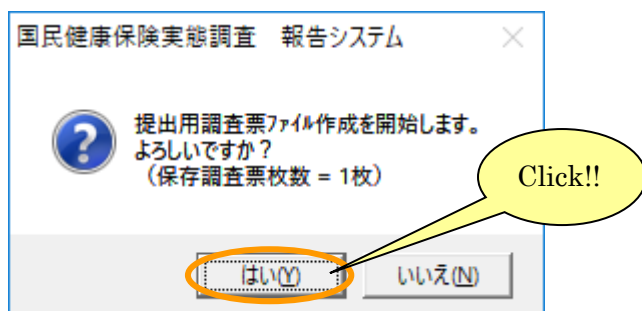 国民健康保険実態調査　報告システム
提出用調査票ﾌｧｲﾙ作成を開始します。
よろしいですか？
（保存調査票枚数 = 1枚）
Click!!
はい(Y)
いいえ(N)